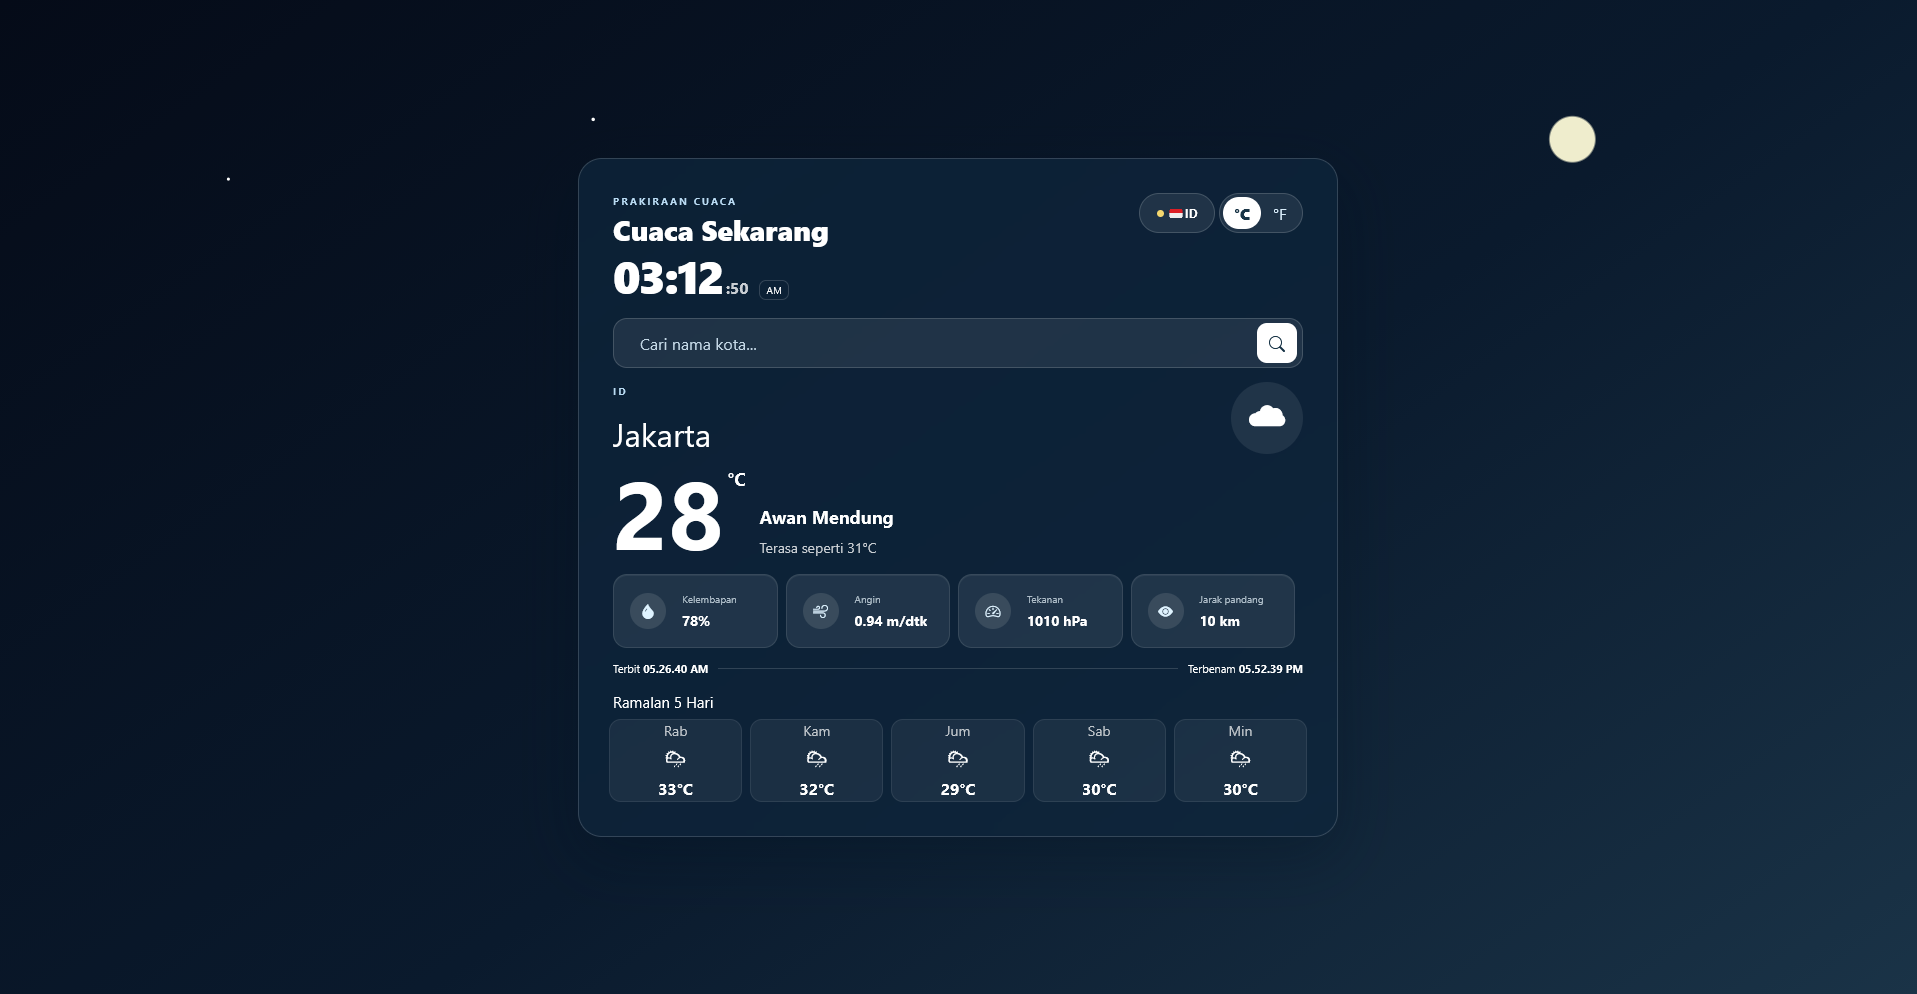 PRAKIRAAN CUACA
Cuaca Sekarang
ID °C °F
03:12:50 AM
Cari nama kota...
ID
Jakarta
28 °C
Awan Mendung
Terasa seperti 31°C
Kelembapan
78%
Angin
0.94 m/dtk
Tekanan
1010 hPa
Jarak pandang
10 km
Terbit 05.26.40 AM
Terbenam 05.52.39 PM
Ramalan 5 Hari
Rab
33°C
Kam
32°C
Jum
29°C
Sab
30°C
Min
30°C